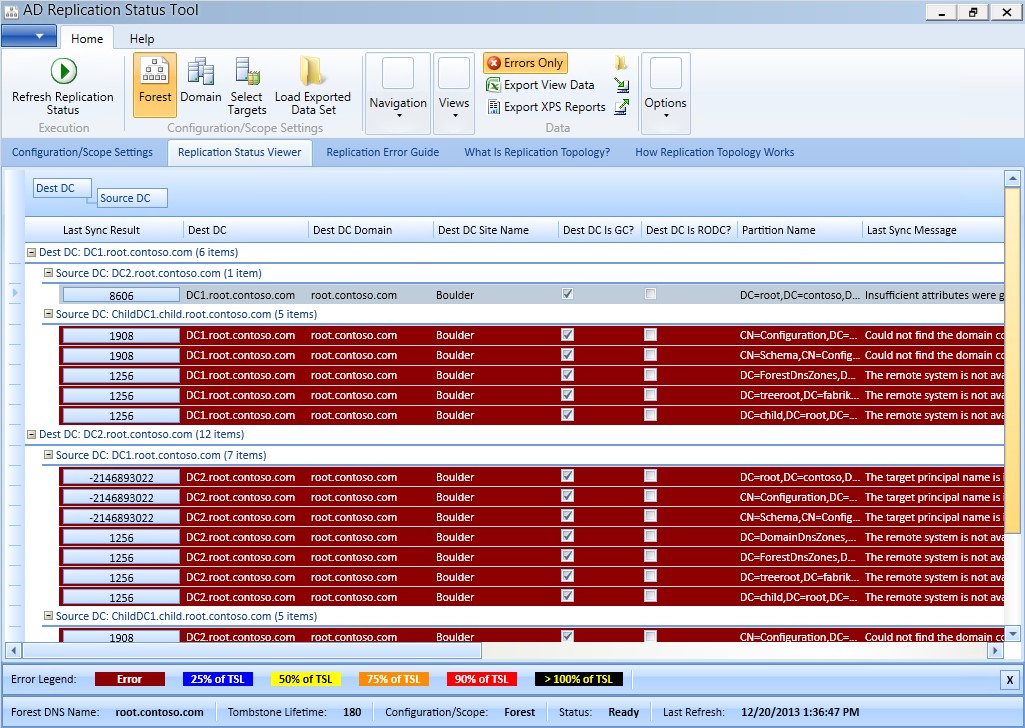 AD Replication Status Tool
Home Help
Refresh Replication Status
Execution
Forest Domain Select Targets Load Exported Data Set
Configuration/Scope Settings
Navigation
Views
Errors Only
Export View Data
Export XPS Reports
Data
Options
Configuration/Scope Settings Replication Status Viewer Replication Error Guide What Is Replication Topology? How Replication Topology Works
Dest DC
Source DC
Last Sync Result Dest DC Dest DC Domain Dest DC Site Name Dest DC Is GC? Dest DC Is RODC? Partition Name Last Sync Message
Dest DC: DC1.root.contoso.com (6 items)
Source DC: DC2.root.contoso.com (1 item)
8606 DC1.root.contoso.com root.contoso.com Boulder DC=root,DC=contoso,D... Insufficient attributes were g
Source DC: ChildDC1.child.root.contoso.com (5 items)
1908 DC1.root.contoso.com root.contoso.com Boulder CN=Configuration,DC=... Could not find the domain co
1908 DC1.root.contoso.com root.contoso.com Boulder CN=Schema,CN=Config... Could not find the domain co
1256 DC1.root.contoso.com root.contoso.com Boulder DC=ForestDnsZones,D... The remote system is not ava
1256 DC1.root.contoso.com root.contoso.com Boulder DC=treeroot,DC=fabrik... The remote system is not ava
1256 DC1.root.contoso.com root.contoso.com Boulder DC=child,DC=root,DC=... The remote system is not ava
Dest DC: DC2.root.contoso.com (12 items)
Source DC: DC1.root.contoso.com (7 items)
-2146893022 DC2.root.contoso.com root.contoso.com Boulder DC=root,DC=contoso,D... The target principal name is i
-2146893022 DC2.root.contoso.com root.contoso.com Boulder CN=Configuration,DC=... The target principal name is i
-2146893022 DC2.root.contoso.com root.contoso.com Boulder CN=Schema,CN=Config... The target principal name is i
1256 DC2.root.contoso.com root.contoso.com Boulder DC=DomainDnsZones,... The remote system is not ava
1256 DC2.root.contoso.com root.contoso.com Boulder DC=ForestDnsZones,D... The remote system is not ava
1256 DC2.root.contoso.com root.contoso.com Boulder DC=treeroot,DC=fabrik... The remote system is not ava
1256 DC2.root.contoso.com root.contoso.com Boulder DC=child,DC=root,DC=... The remote system is not ava
Source DC: ChildDC1.child.root.contoso.com (5 items)
1908 DC2.root.contoso.com root.contoso.com Boulder CN=Configuration,DC=... Could not find the domain co
Error Legend: Error 25% of TSL 50% of TSL 75% of TSL 90% of TSL > 100% of TSL X
Forest DNS Name: root.contoso.com Tombstone Lifetime: 180 Configuration/Scope: Forest Status: Ready Last Refresh: 12/20/2013 1:36:47 PM